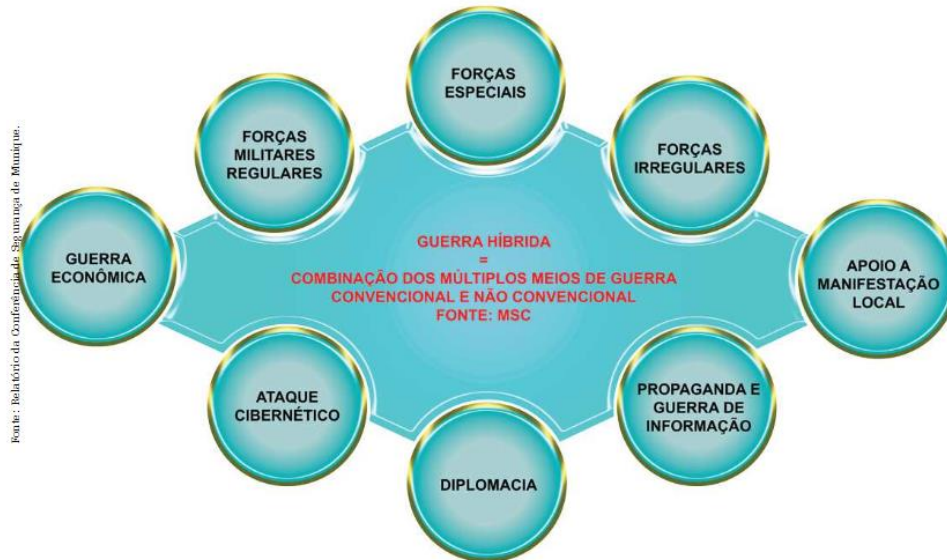 FORÇAS
ESPECIAIS
FORÇAS
MILITARES
REGULARES
FORÇAS
IRREGULARES
GUERRA
ECONÔMICA
GUERRA HÍBRIDA
=
COMBINAÇÃO DOS MÚLTIPLOS MEIOS DE GUERRA
CONVENCIONAL E NÃO CONVENCIONAL
FONTE: MSC
APOIO A
MANIFESTAÇÃO
LOCAL
ATAQUE
CIBERNÉTICO
PROPAGANDA E
GUERRA DE
INFORMAÇÃO
DIPLOMACIA
Fonte: Relatório da Conferência de Segurança de Munique.